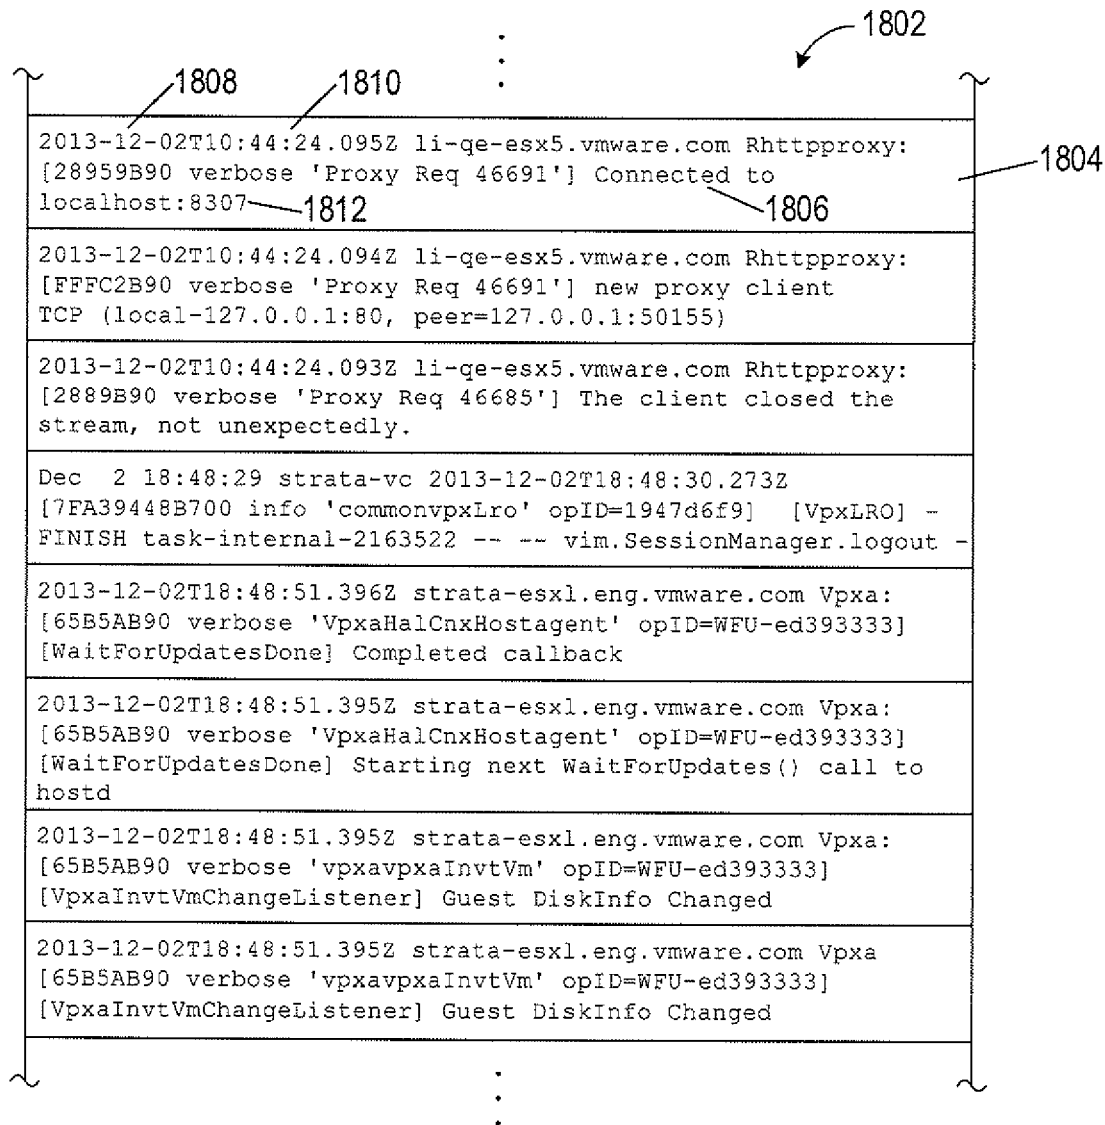 1802
1808
1810
2013-12-02T10:44:24.095Z li-qe-esx5.vmware.com Rhttpproxy:
[28959B90 verbose 'Proxy Req 46691'] Connected to
1804
localhost:8307
1812
1806
2013-12-02T10:44:24.094Z li-qe-esx5.vmware.com Rhttpproxy:
[FFFC2B90 verbose 'Proxy Req 46691'] new proxy client
TCP (local-127.0.0.1:80, peer=127.0.0.1:50155)
2013-12-02T10:44:24.093Z li-qe-esx5.vmware.com Rhttpproxy:
[2889B90 verbose 'Proxy Req 46685'] The client closed the
stream, not unexpectedly.
Dec  2 18:48:29 strata-vc 2013-12-02T18:48:30.273Z
[7FA39448B700 info 'commonvpxLro' opID=1947d6f9]  [VpxLRO] -
FINISH task-internal-2163522 -- -- vim.SessionManager.logout -
2013-12-02T18:48:51.396Z strata-esxl.eng.vmware.com Vpxa:
[65B5AB90 verbose 'VpxaHalCnxHostagent' opID=WFU-ed393333]
[WaitForUpdatesDone] Completed callback
2013-12-02T18:48:51.395Z strata-esxl.eng.vmware.com Vpxa:
[65B5AB90 verbose 'VpxaHalCnxHostagent' opID=WFU-ed393333]
[WaitForUpdatesDone] Starting next WaitForUpdates() call to
hostd
2013-12-02T18:48:51.395Z strata-esxl.eng.vmware.com Vpxa:
[65B5AB90 verbose 'vpxavpxaInvtVm' opID=WFU-ed393333]
[VpxaInvtVmChangeListener] Guest DiskInfo Changed
2013-12-02T18:48:51.395Z strata-esxl.eng.vmware.com Vpxa
[65B5AB90 verbose 'vpxavpxaInvtVm' opID=WFU-ed393333]
[VpxaInvtVmChangeListener] Guest DiskInfo Changed